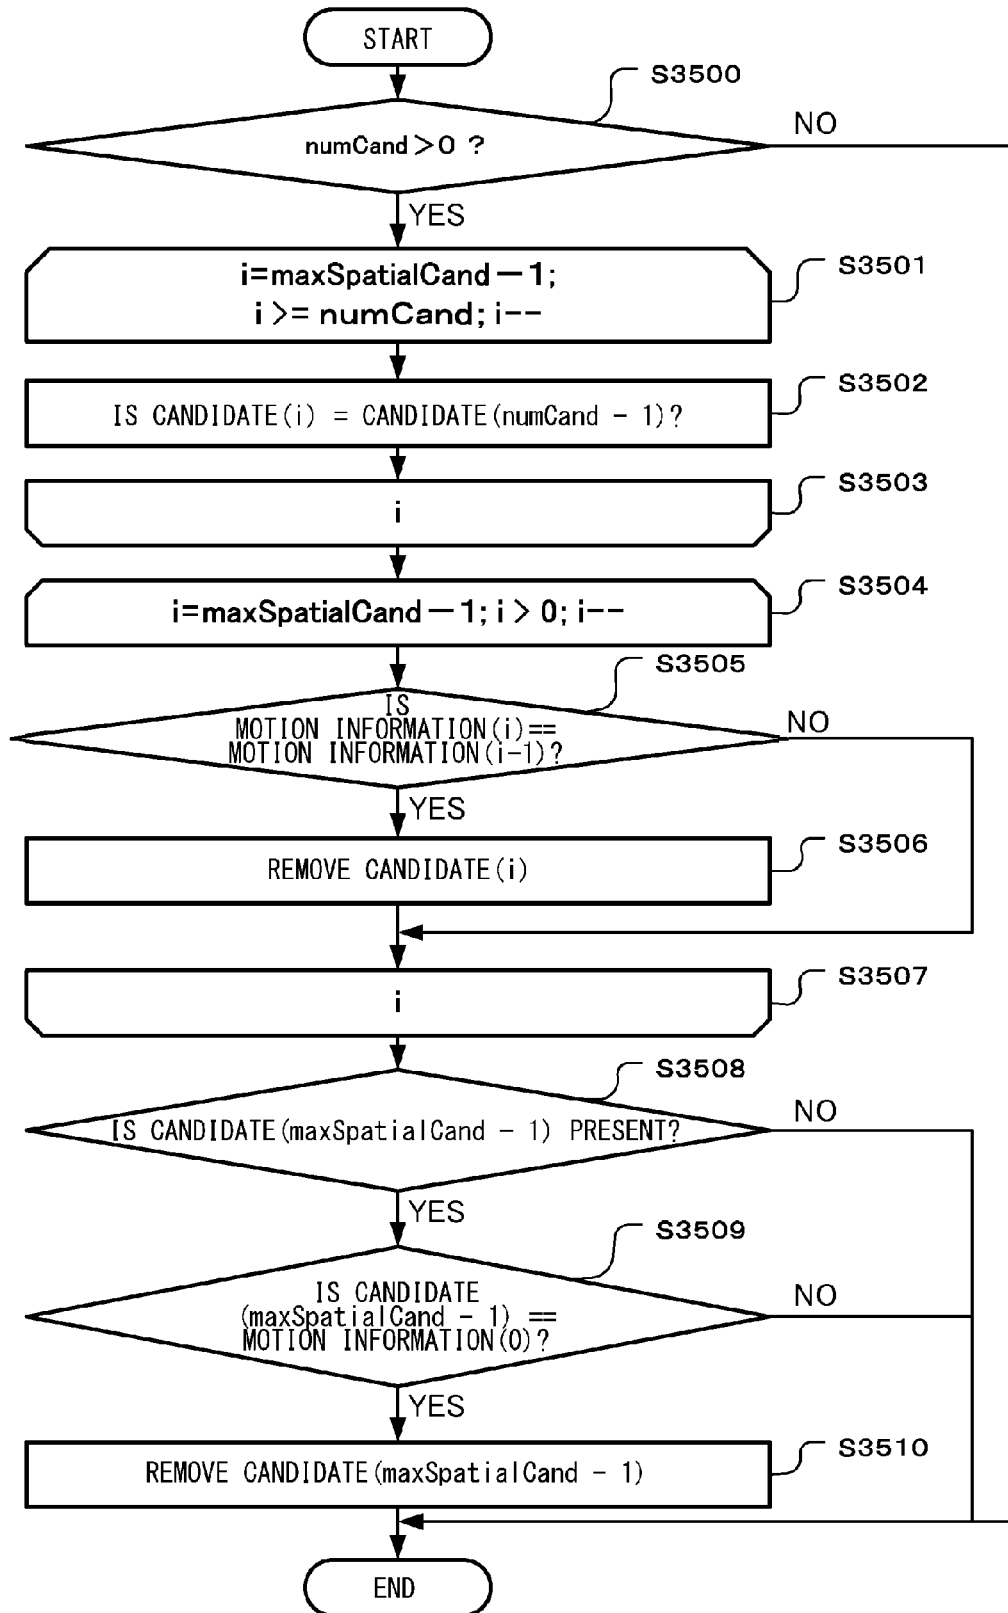 START
S3500
numCand>0 ?
NO
YES
i=maxSpatialCand-1;
i >= numCand; i--
S3501
IS CANDIDATE(i) = CANDIDATE(numCand - 1)?
S3502
i
S3503
i=maxSpatialCand-1; i > 0; i--
S3504
S3505
IS
MOTION INFORMATION(i)==
MOTION INFORMATION(i-1)?
NO
YES
REMOVE CANDIDATE(i)
S3506
i
S3507
S3508
IS CANDIDATE(maxSpatialCand - 1) PRESENT?
NO
YES
S3509
IS CANDIDATE
(maxSpatialCand - 1) ==
MOTION INFORMATION(0)?
NO
YES
REMOVE CANDIDATE(maxSpatialCand - 1)
S3510
END